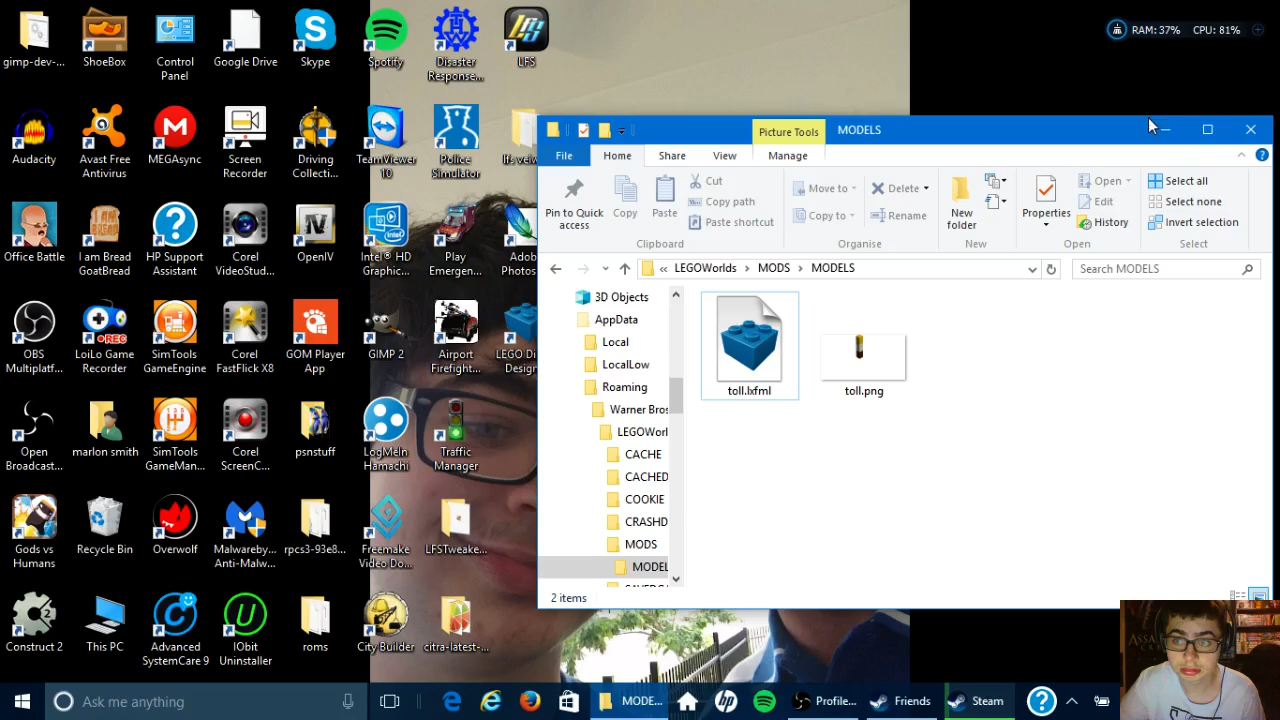 gimp-dev-...
ShoeBox
Control
Panel
Google Drive
Skype
Spotify
Disaster
Response...
LFS
RAM: 37% CPU: 81%
Audacity
Avast Free
Antivirus
MEGAsync
Screen
Recorder
Driving
Collecti...
TeamViewer
10
Police
Simulator
Office Battle
I am Bread
GoatBread
HP Support
Assistant
Corel
VideoStud...
OpenIV
Intel® HD
Graphic...
Play
Emergen...
OBS
Multiplatf...
LoiLo Game
Recorder
SimTools
GameEngine
Corel
FastFlick X8
GOM Player
App
GIMP 2
Airport
Firefight...
Open
Broadcast...
marlon smith
SimTools
GameMan...
Corel
ScreenC...
psnstuff
LogMeIn
Hamachi
Traffic
Manager
Gods vs
Humans
Recycle Bin
Overwolf
Malwareby...
Anti-Malw...
rpcs3-93e8...
Freemake
Video Do...
LFSTweake...
Construct 2
This PC
Advanced
SystemCare 9
IObit
Uninstaller
roms
City Builder
citra-latest-...
Picture Tools
MODELS
File
Home
Share
View
Manage
Pin to Quick
access
Copy
Paste
Cut
Copy path
Paste shortcut
Clipboard
Move to
Copy to
Delete
Rename
Organise
New
folder
New
Properties
Open
Edit
History
Open
Select all
Select none
Invert selection
Select
« LEGOWorlds > MODS > MODELS
Search MODELS
3D Objects
AppData
Local
LocalLow
Roaming
Warner Bros
LEGOWorl
CACHE
CACHED
COOKIE
CRASHD
MODS
MODEL
toll.lxfml
toll.png
2 items
Ask me anything
MODE...
Profile...
Friends
Steam